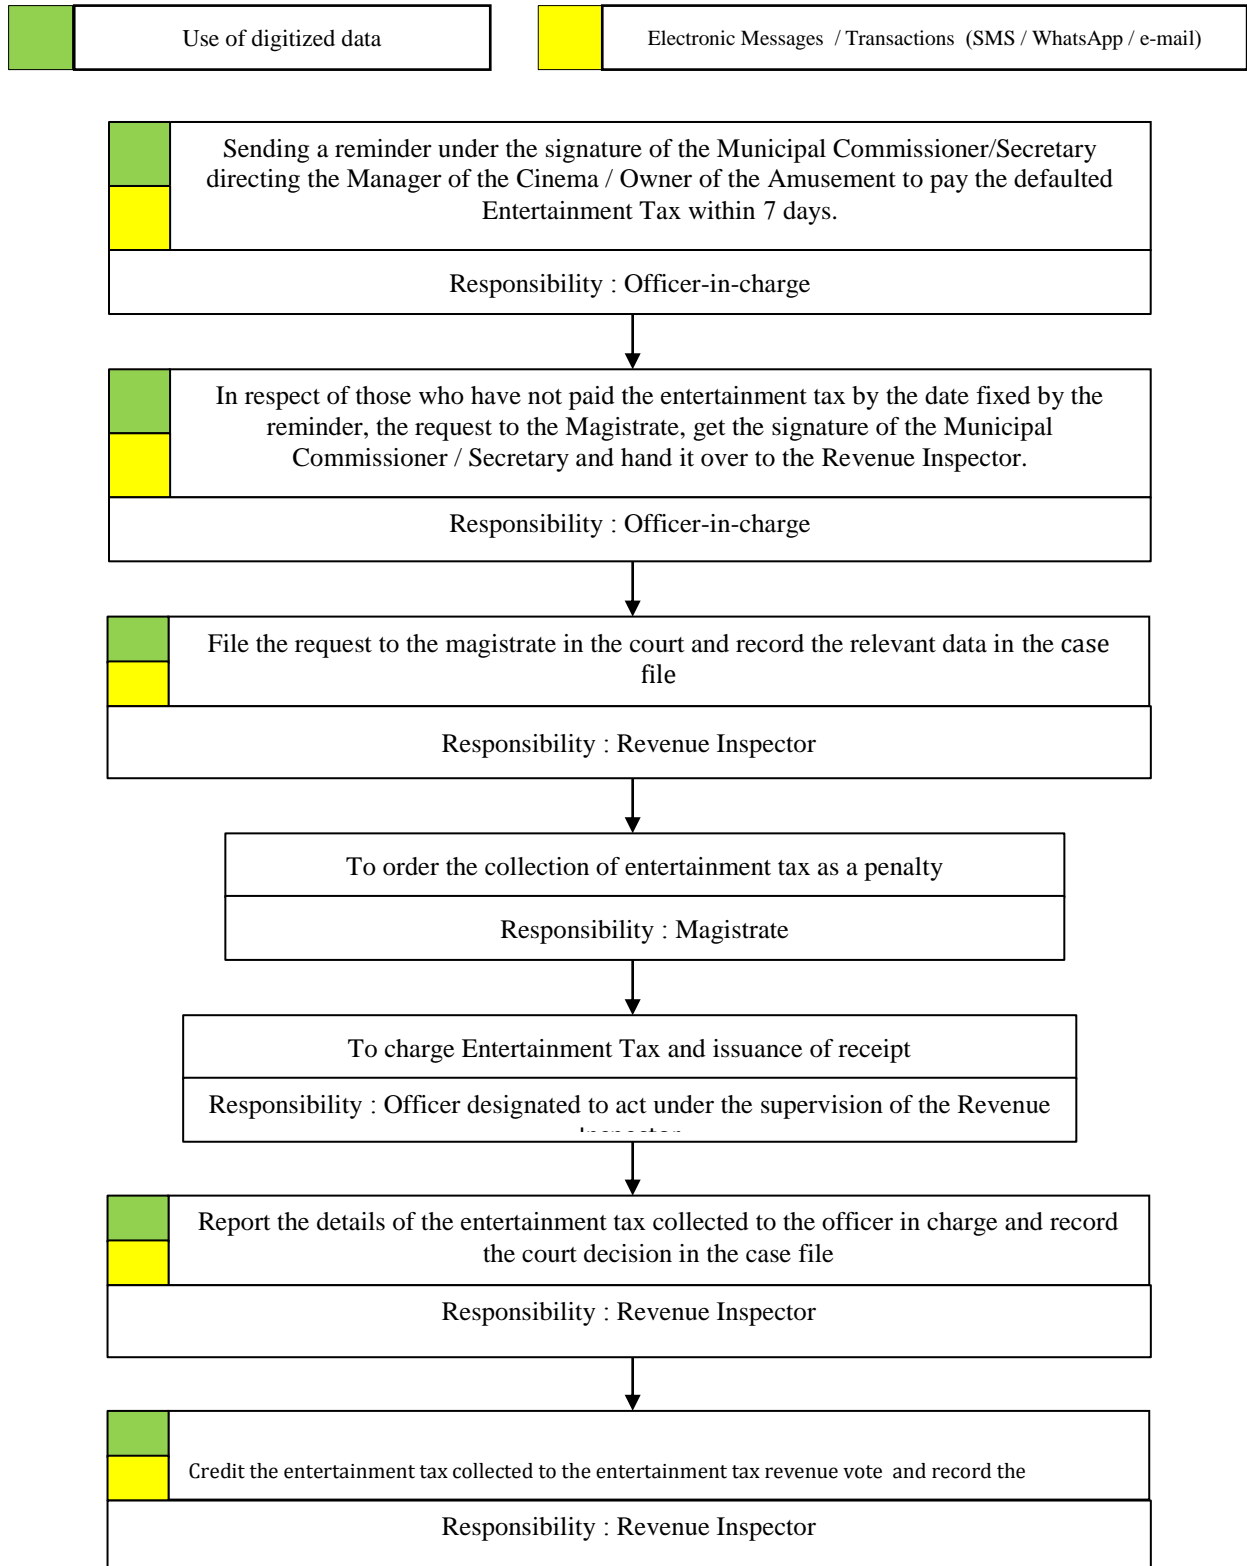 Use of digitized data
Electronic Messages / Transactions (SMS / WhatsApp / e-mail)
Sending a reminder under the signature of the Municipal Commissioner/Secretary
directing the Manager of the Cinema / Owner of the Amusement to pay the defaulted
Entertainment Tax within 7 days.
Responsibility : Officer-in-charge
In respect of those who have not paid the entertainment tax by the date fixed by the
reminder, the request to the Magistrate, get the signature of the Municipal
Commissioner / Secretary and hand it over to the Revenue Inspector.
Responsibility : Officer-in-charge
File the request to the magistrate in the court and record the relevant data in the case
file
Responsibility : Revenue Inspector
To order the collection of entertainment tax as a penalty
Responsibility : Magistrate
To charge Entertainment Tax and issuance of receipt
Responsibility : Officer designated to act under the supervision of the Revenue
Report the details of the entertainment tax collected to the officer in charge and record
the court decision in the case file
Responsibility : Revenue Inspector
Credit the entertainment tax collected to the entertainment tax revenue vote and record the
Responsibility : Revenue Inspector